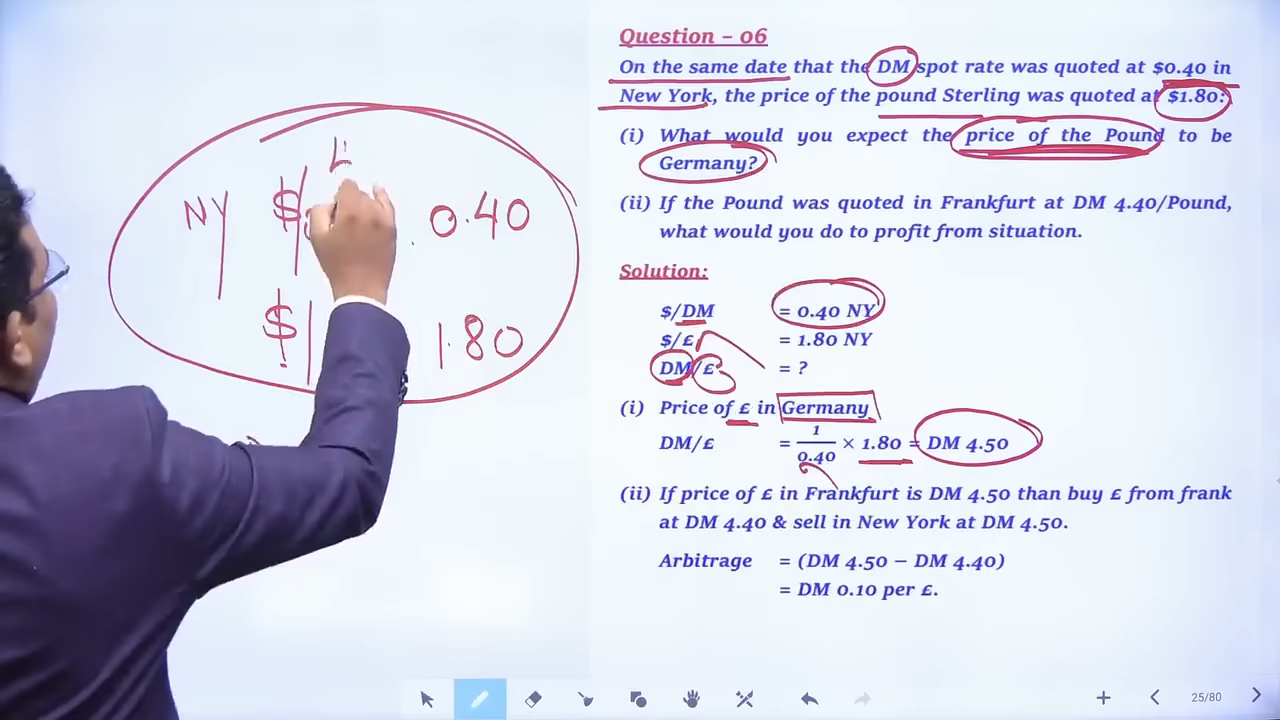 NY $/ 0.40
$/ 1.80
Question – 06
On the same date that the DM spot rate was quoted at $0.40 in
New York, the price of the pound Sterling was quoted at $1.80:
(i) What would you expect the price of the Pound to be
Germany?
(ii) If the Pound was quoted in Frankfurt at DM 4.40/Pound,
what would you do to profit from situation.
Solution:
$/DM = 0.40 NY
$/£ = 1.80 NY
DM/£ = ?
(i) Price of £ in Germany
DM/£ = 1/0.40 × 1.80 = DM 4.50
(ii) If price of £ in Frankfurt is DM 4.50 than buy £ from frank
at DM 4.40 & sell in New York at DM 4.50.
Arbitrage = (DM 4.50 – DM 4.40)
= DM 0.10 per £.
25/80